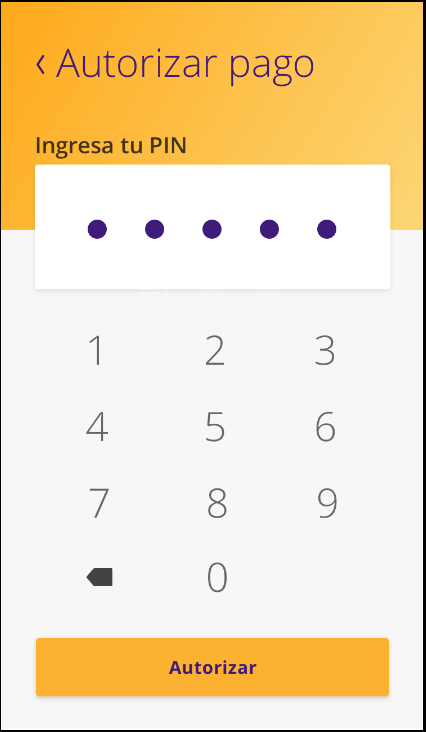 ‹ Autorizar pago
Ingresa tu PIN
1 2 3
4 5 6
7 8 9
0
Autorizar